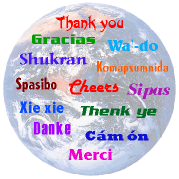 Thank you
Gracias
Wa'-do
Shukran
Komapsumnida
Spasibo
Cheers
Sipas
Xie xie
Thenk ye
Danke
Cám ón
Merci